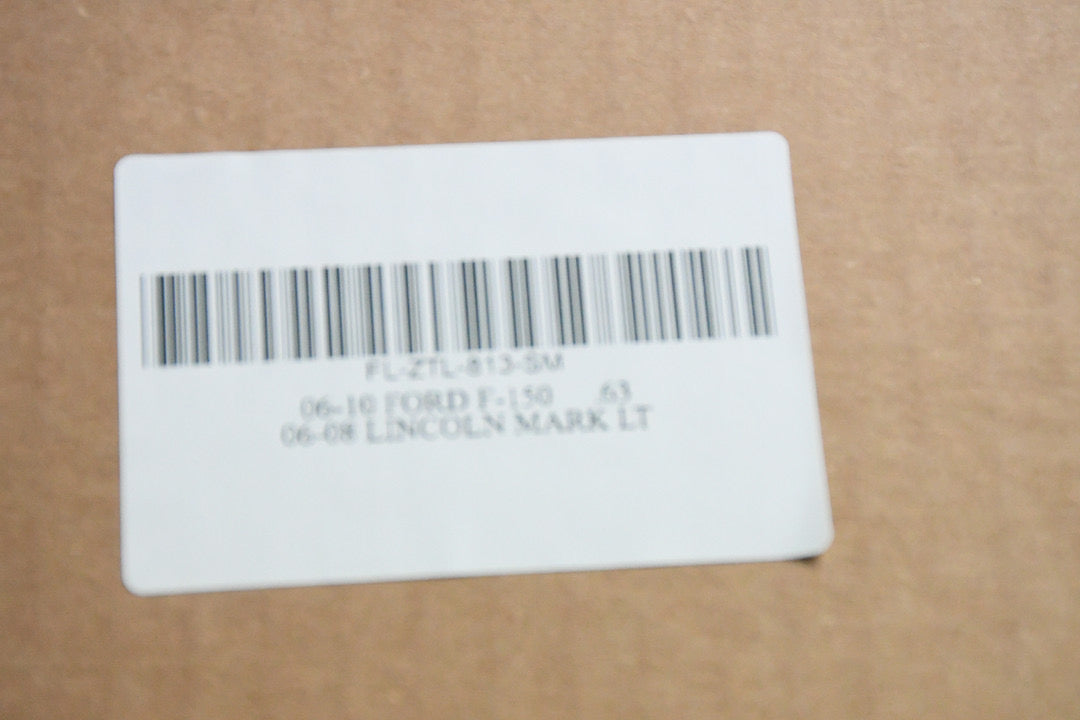 FL-ZTL-813-SM
06-10 FORD F-150 .63
06-08 LINCOLN MARK LT